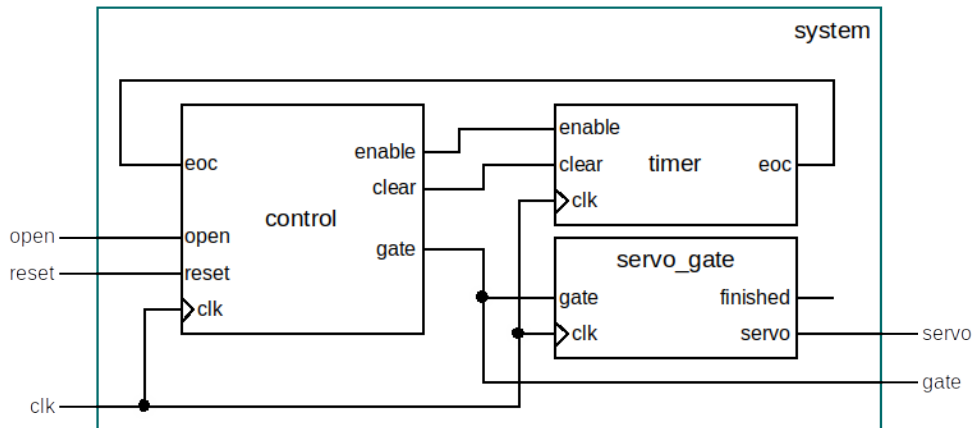 system
enable
eoc
enable
clear
timer
eoc
clear
clk
control
open
open
gate
servo_gate
reset
reset
gate
finished
clk
clk
servo
servo
gate
clk